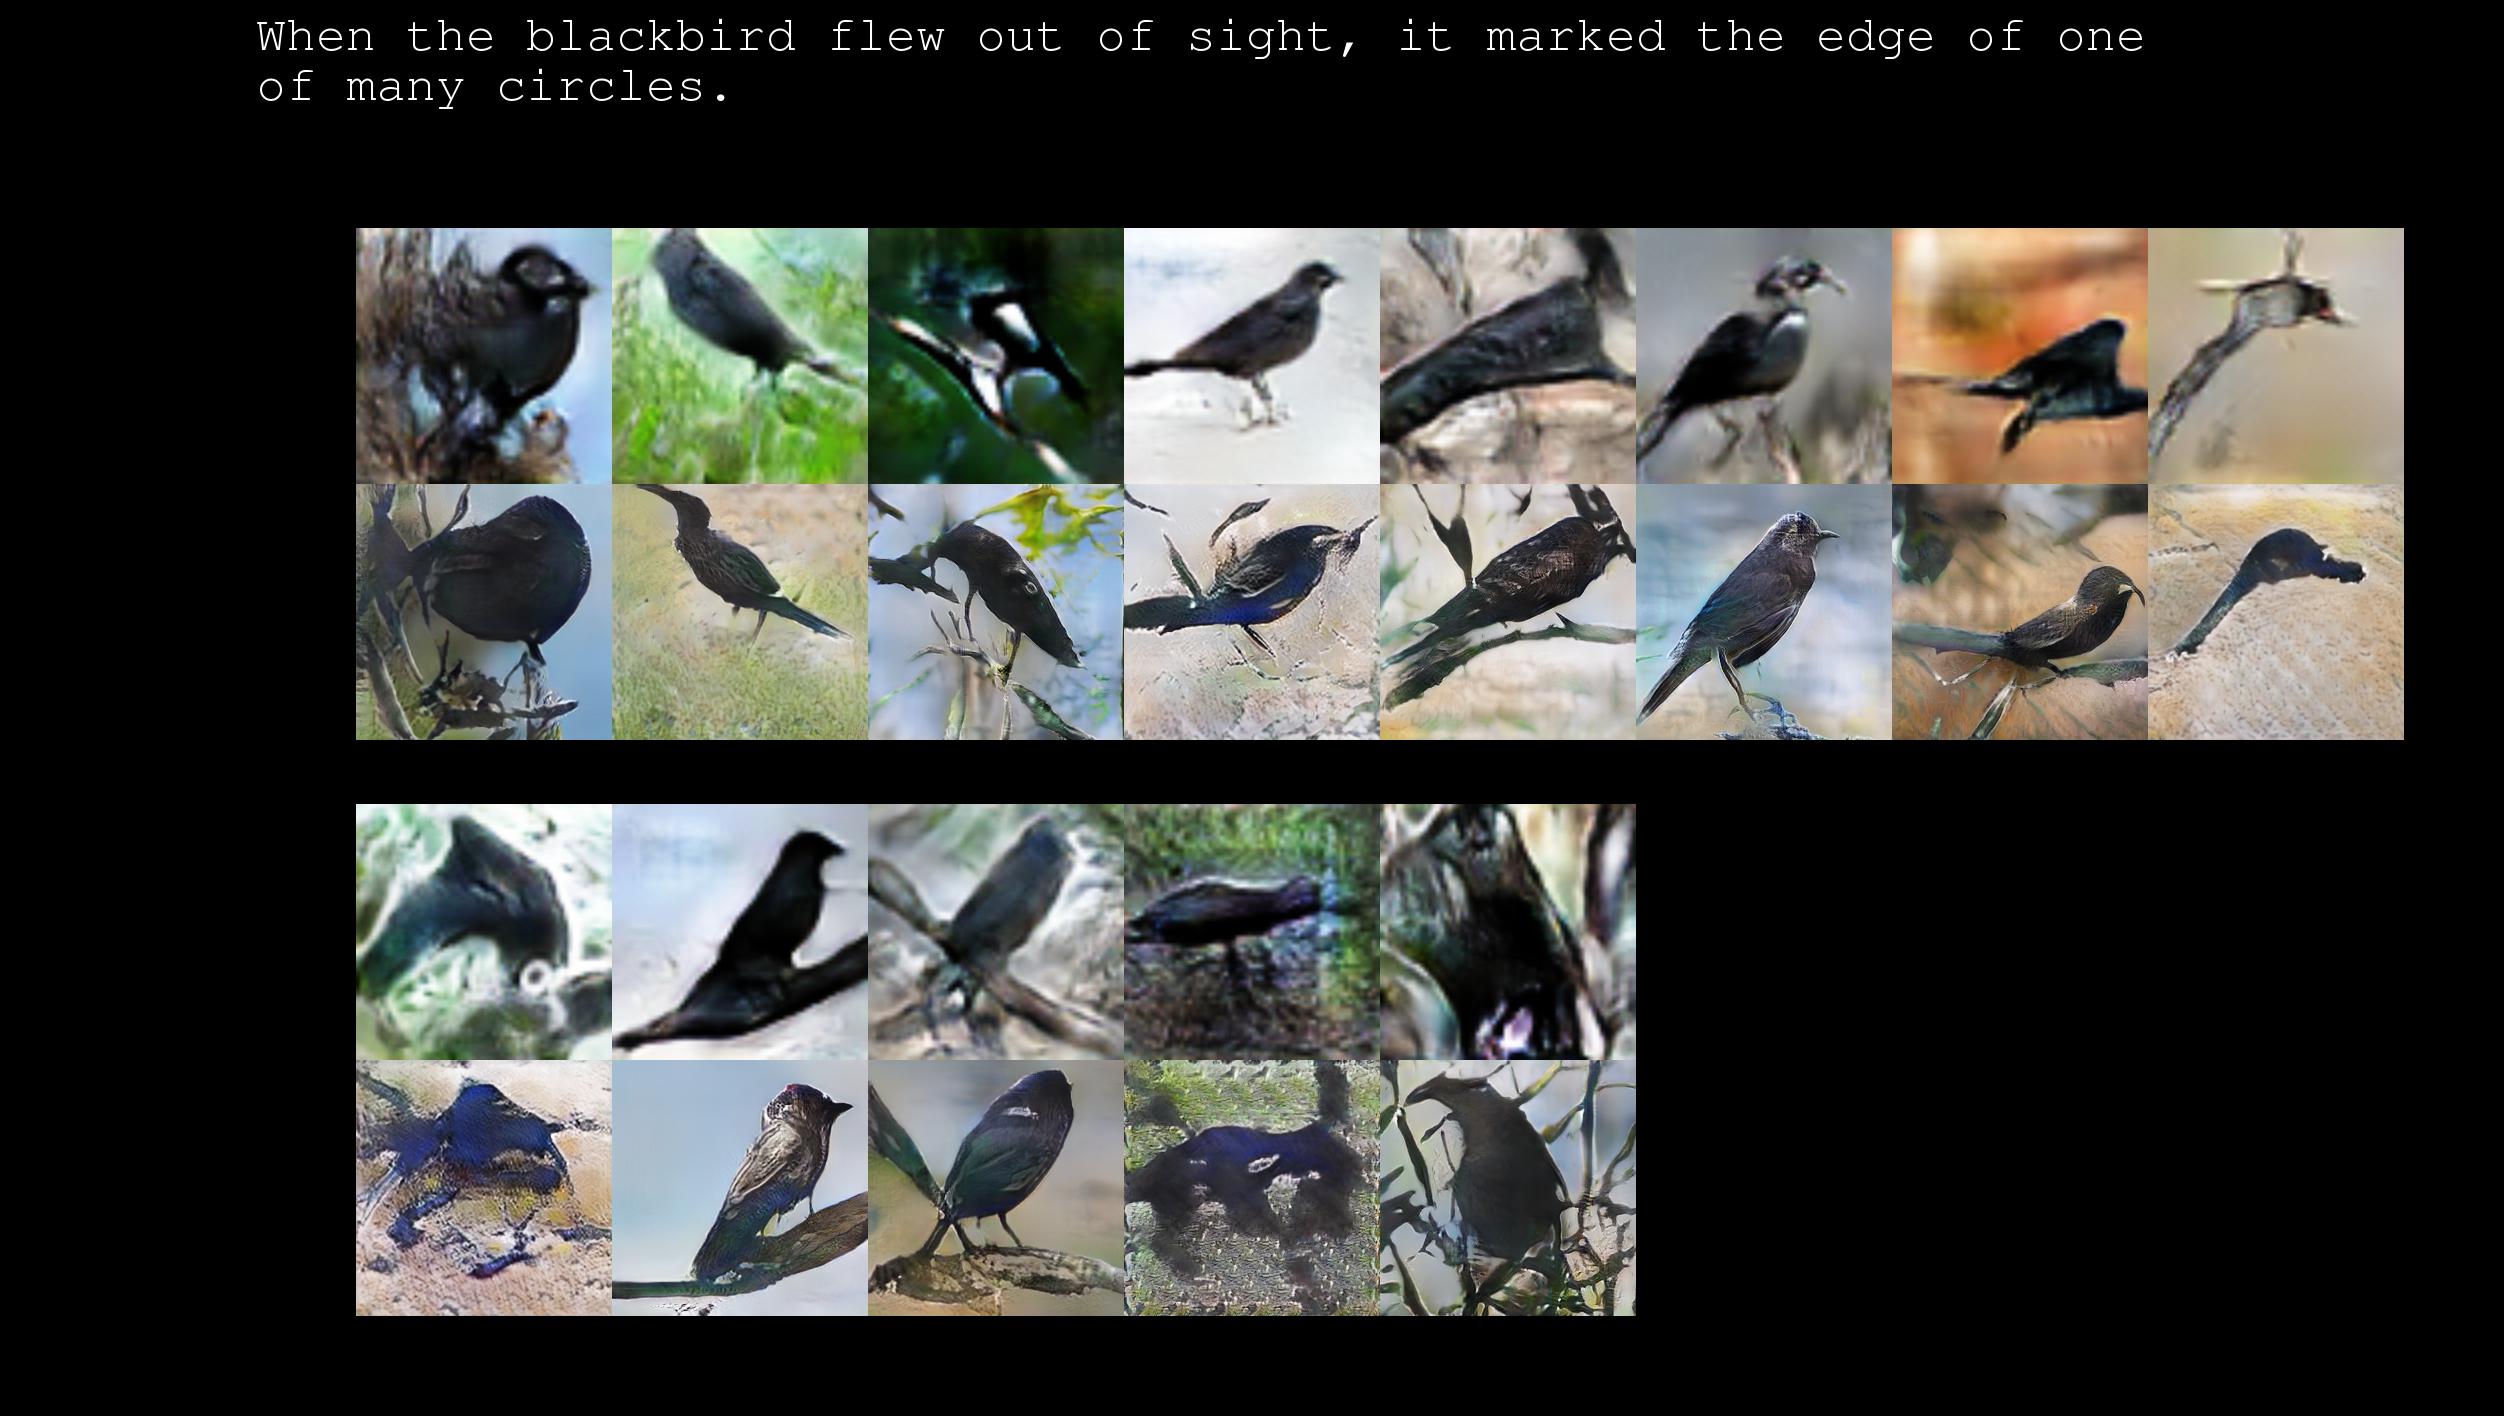 When the blackbird flew out of sight, it marked the edge of one
of many circles.